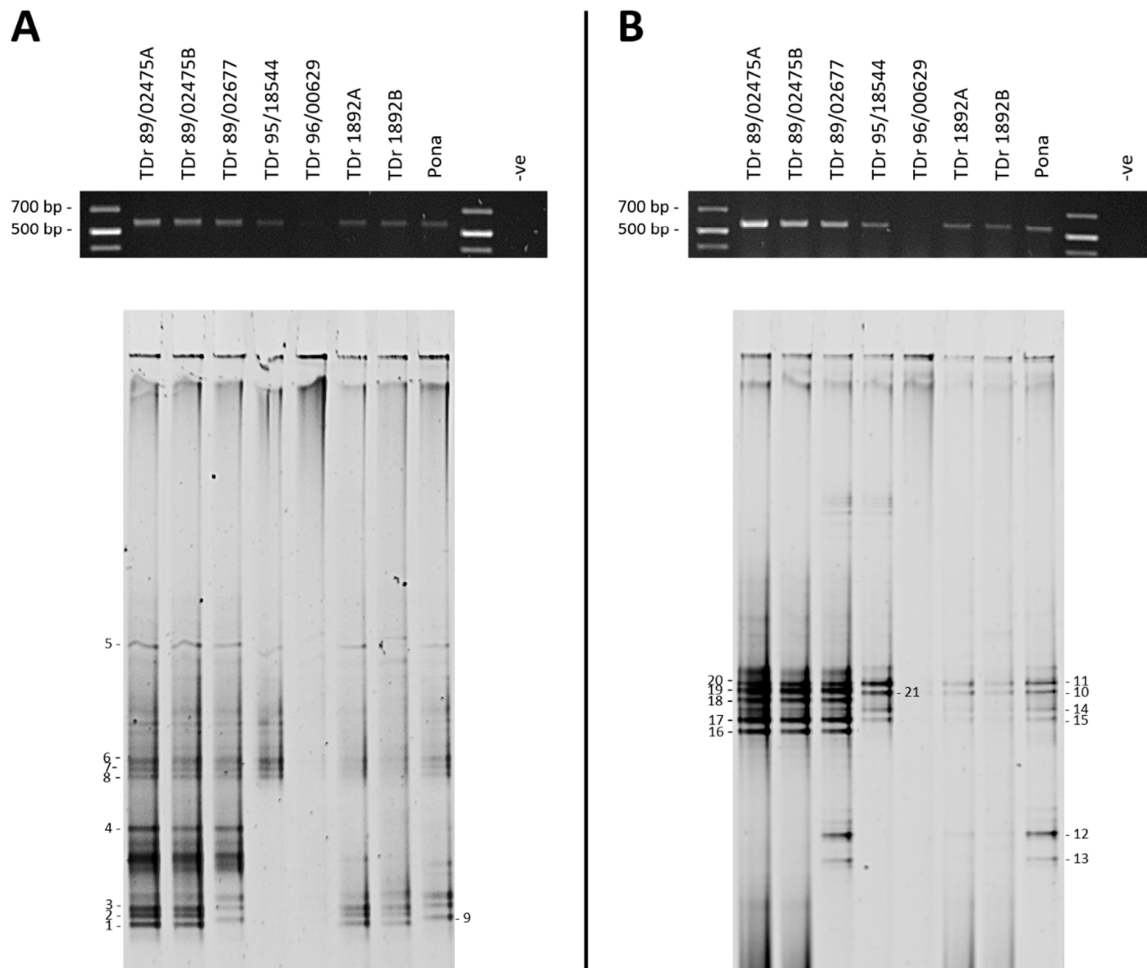 A
TDr 89/02475A
TDr 89/02475B
TDr 89/02677
TDr 95/18544
TDr 96/00629
TDr 1892A
TDr 1892B
Pona
-ve
700 bp -
500 bp -
5 -
6 -
7 -
8 -
4 -
3 -
2 -
1 -
- 9
B
TDr 89/02475A
TDr 89/02475B
TDr 89/02677
TDr 95/18544
TDr 96/00629
TDr 1892A
TDr 1892B
Pona
-ve
700 bp -
500 bp -
20 -
19 -
18 -
17 -
16 -
- 21
- 11
- 10
- 14
- 15
- 12
- 13